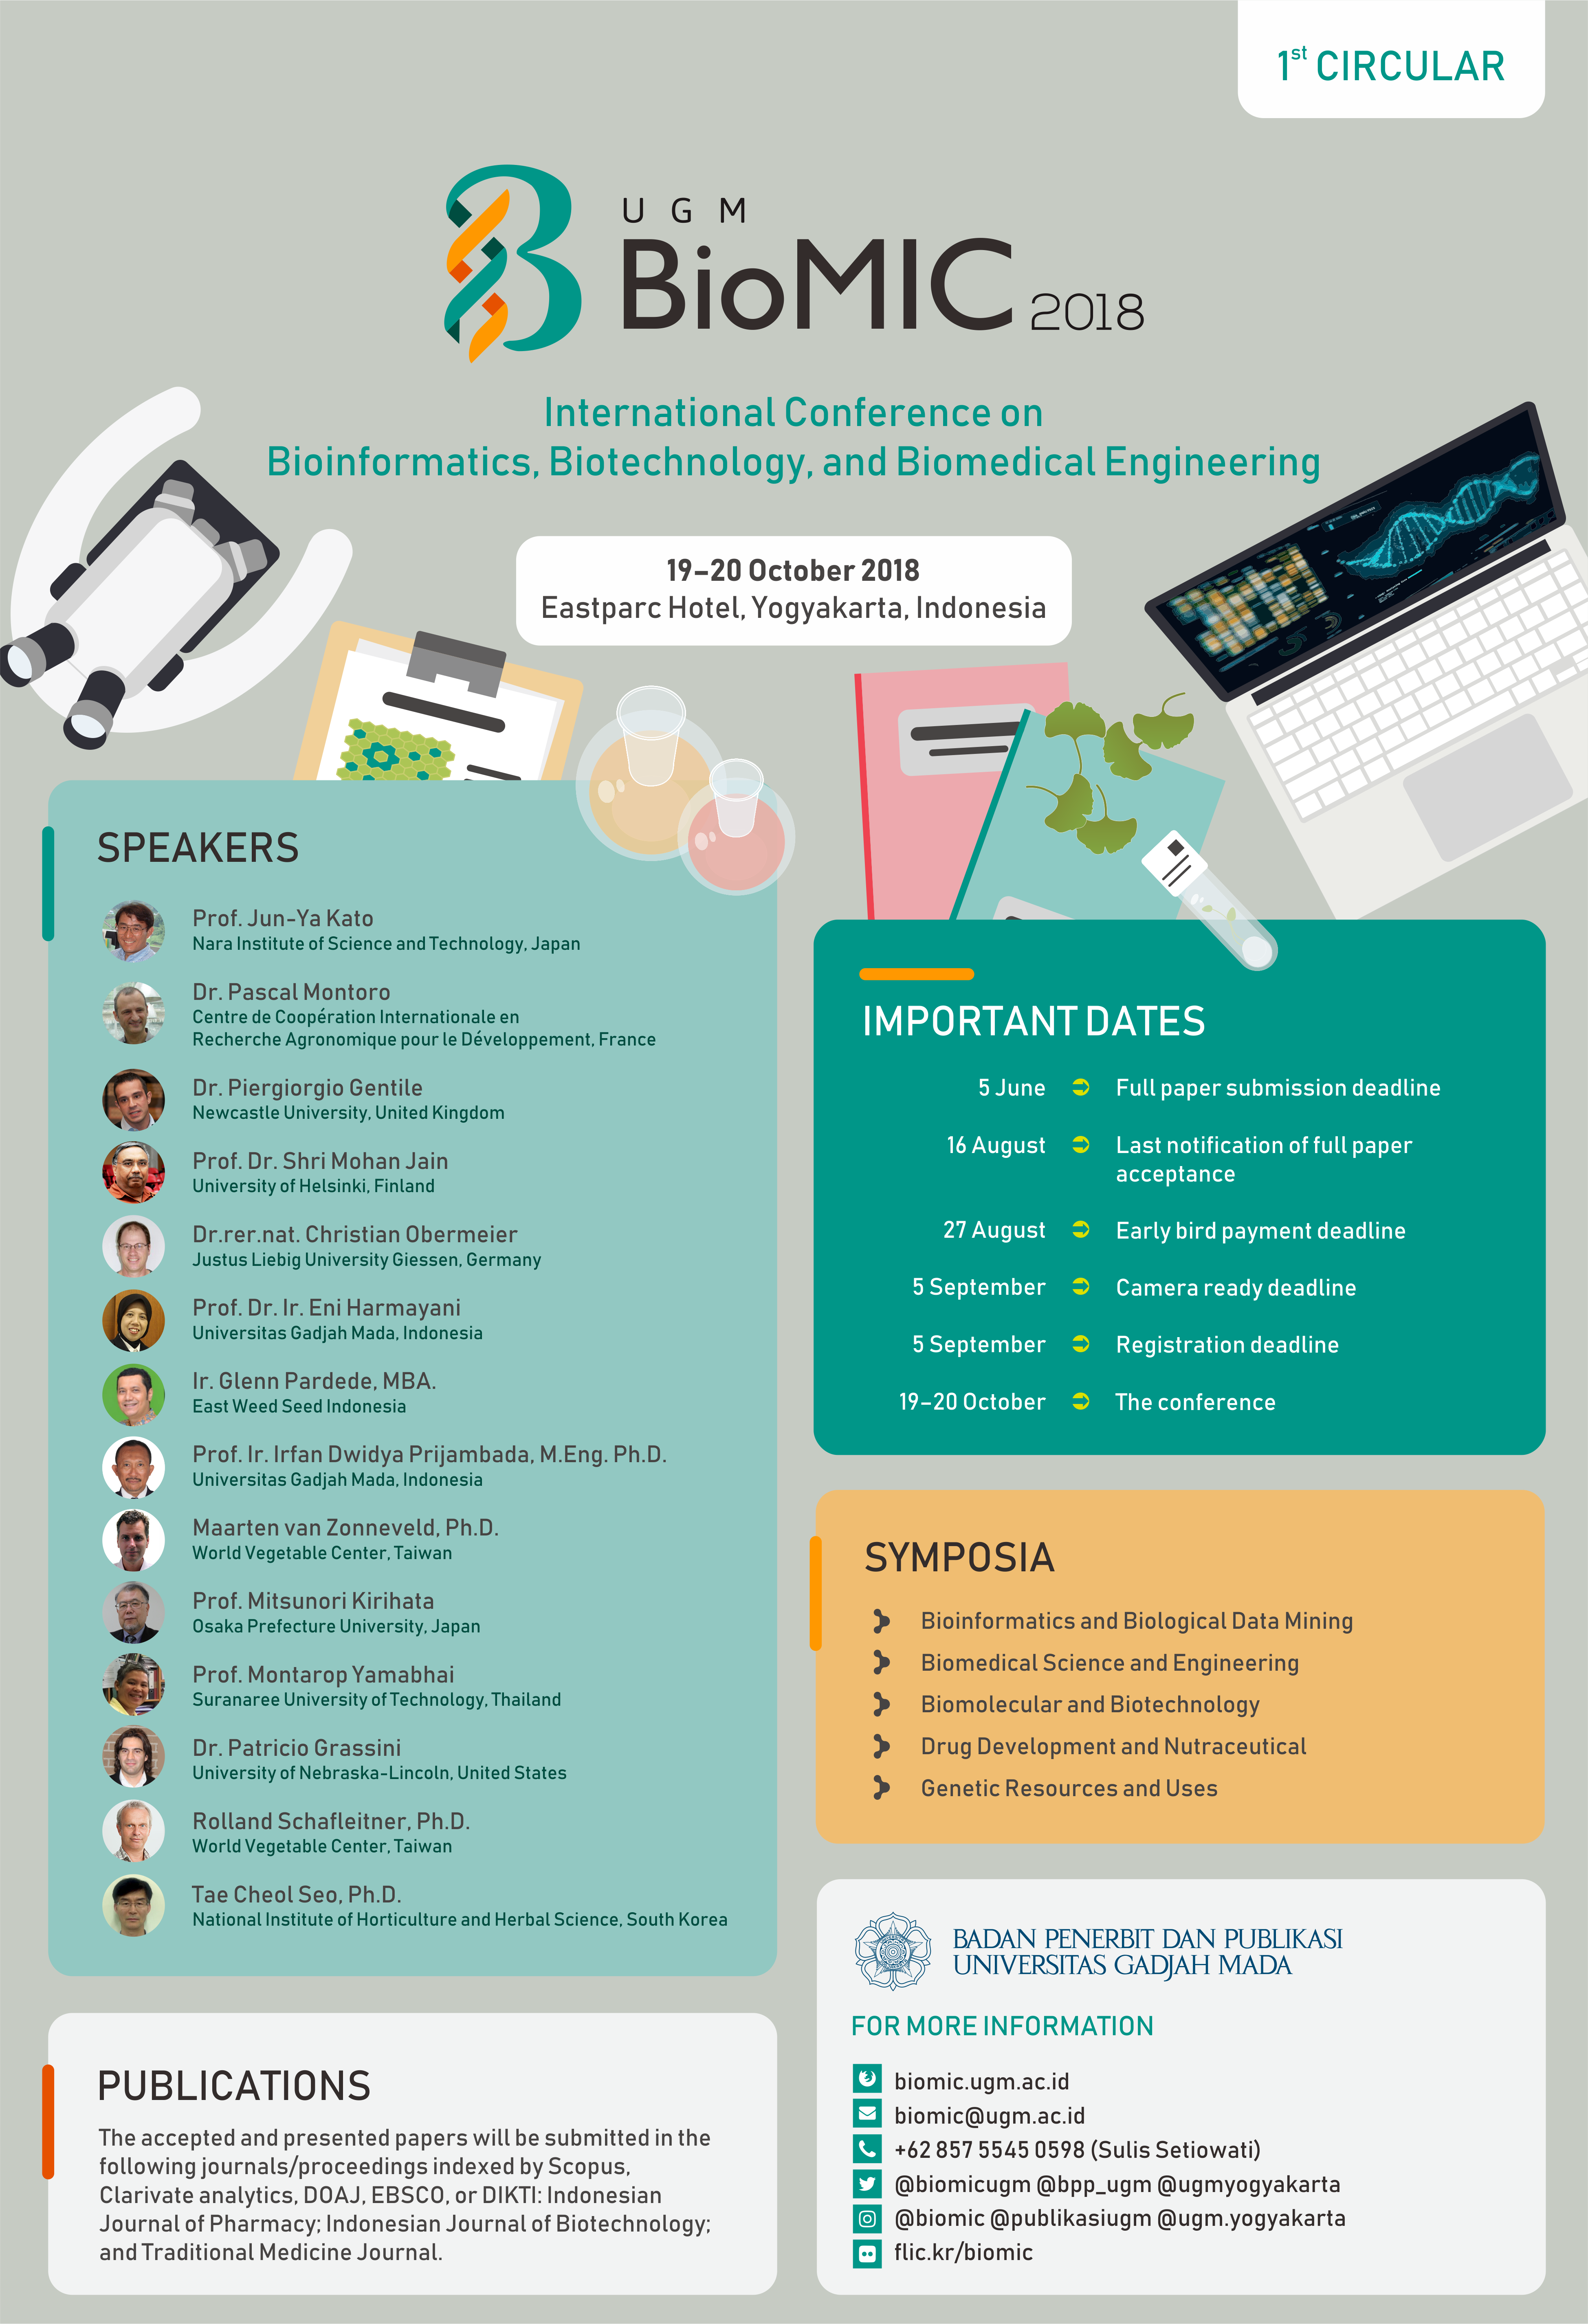 1st CIRCULAR
UGM
BioMIC 2018
International Conference on
Bioinformatics, Biotechnology, and Biomedical Engineering
19–20 October 2018
Eastparc Hotel, Yogyakarta, Indonesia
SPEAKERS
Prof. Jun-Ya Kato
Nara Institute of Science and Technology, Japan
Dr. Pascal Montoro
Centre de Coopération Internationale en
Recherche Agronomique pour le Développement, France
Dr. Piergiorgio Gentile
Newcastle University, United Kingdom
Prof. Dr. Shri Mohan Jain
University of Helsinki, Finland
Dr.rer.nat. Christian Obermeier
Justus Liebig University Giessen, Germany
Prof. Dr. Ir. Eni Harmayani
Universitas Gadjah Mada, Indonesia
Ir. Glenn Pardede, MBA.
East Weed Seed Indonesia
Prof. Ir. Irfan Dwidya Prijambada, M.Eng. Ph.D.
Universitas Gadjah Mada, Indonesia
Maarten van Zonneveld, Ph.D.
World Vegetable Center, Taiwan
Prof. Mitsunori Kirihata
Osaka Prefecture University, Japan
Prof. Montarop Yamabhai
Suranaree University of Technology, Thailand
Dr. Patricio Grassini
University of Nebraska-Lincoln, United States
Rolland Schafleitner, Ph.D.
World Vegetable Center, Taiwan
Tae Cheol Seo, Ph.D.
National Institute of Horticulture and Herbal Science, South Korea
PUBLICATIONS
The accepted and presented papers will be submitted in the
following journals/proceedings indexed by Scopus,
Clarivate analytics, DOAJ, EBSCO, or DIKTI: Indonesian
Journal of Pharmacy; Indonesian Journal of Biotechnology;
and Traditional Medicine Journal.
IMPORTANT DATES
5 June Full paper submission deadline
16 August Last notification of full paper
acceptance
27 August Early bird payment deadline
5 September Camera ready deadline
5 September Registration deadline
19–20 October The conference
SYMPOSIA
Bioinformatics and Biological Data Mining
Biomedical Science and Engineering
Biomolecular and Biotechnology
Drug Development and Nutraceutical
Genetic Resources and Uses
BADAN PENERBIT DAN PUBLIKASI
UNIVERSITAS GADJAH MADA
FOR MORE INFORMATION
biomic.ugm.ac.id
biomic@ugm.ac.id
+62 857 5545 0598 (Sulis Setiowati)
@biomicugm @bpp_ugm @ugmyogyakarta
@biomic @publikasiugm @ugm.yogyakarta
flic.kr/biomic